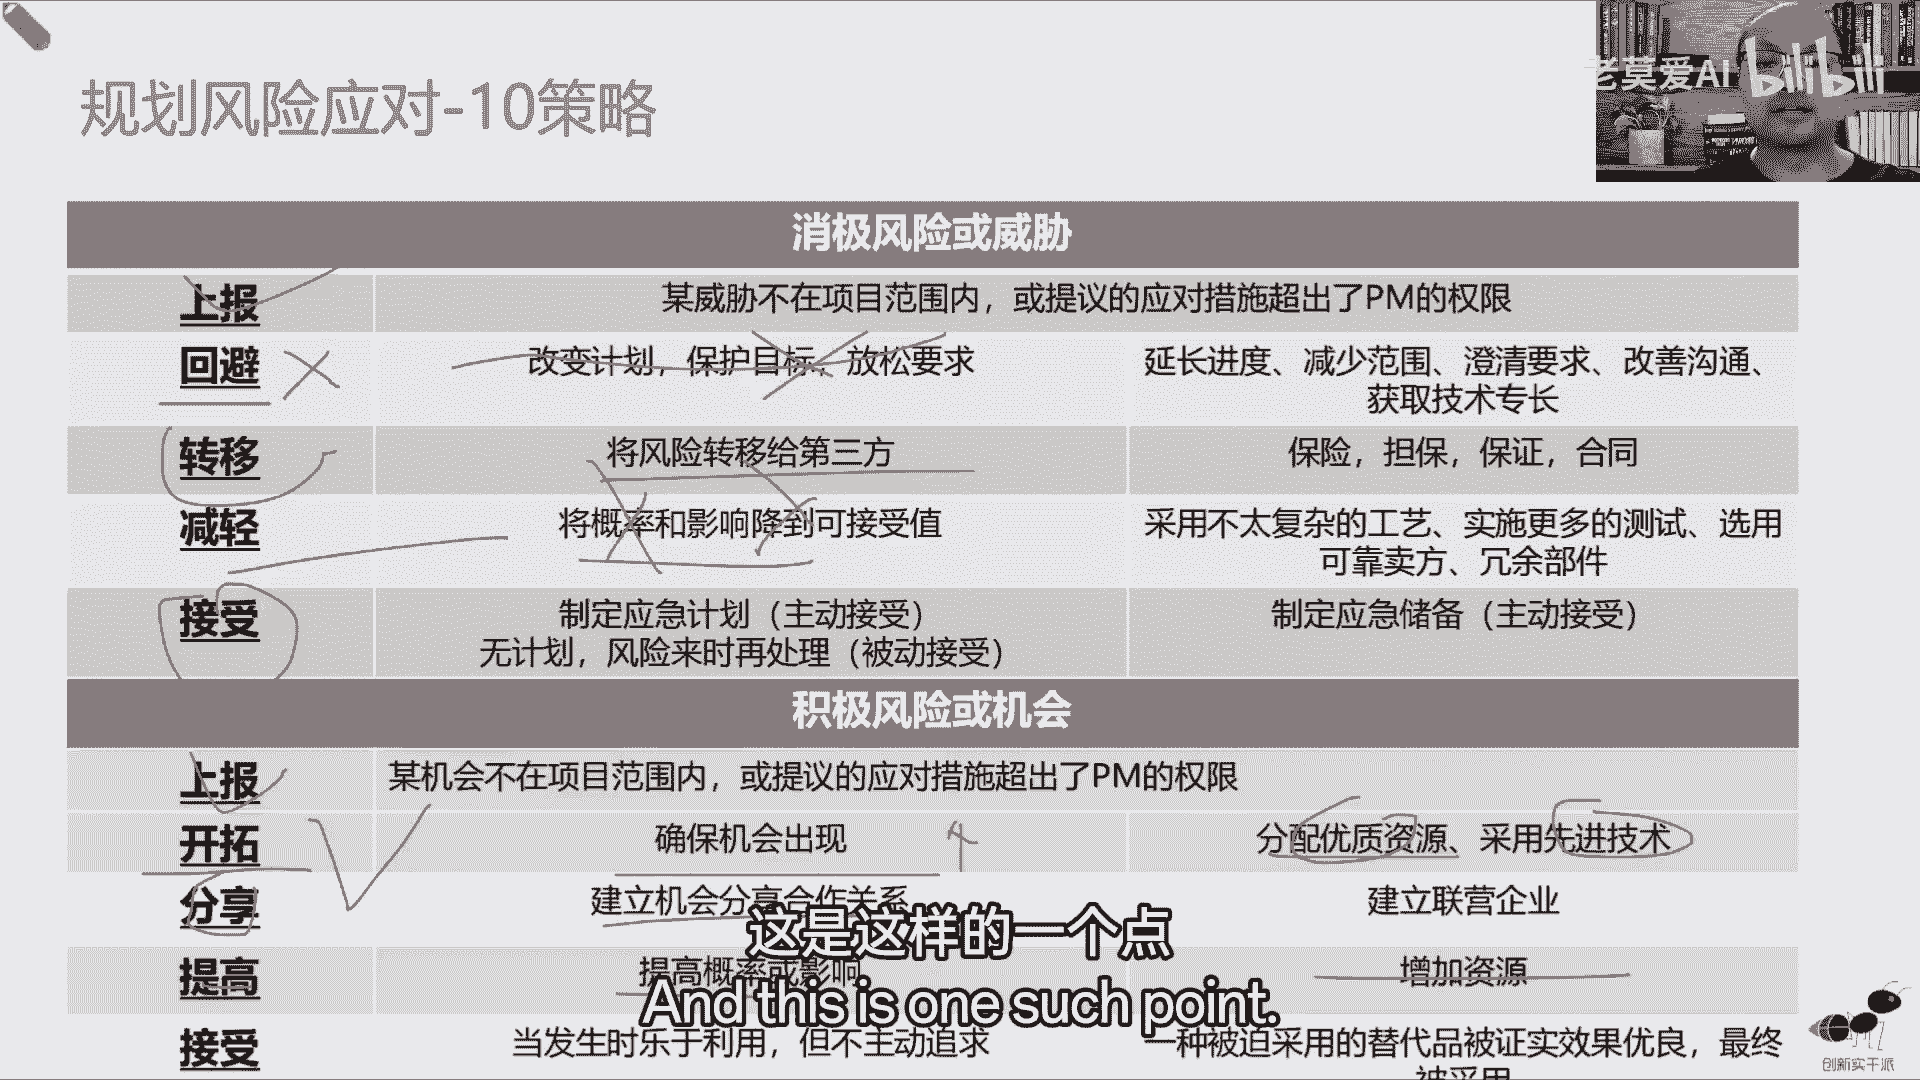 老莫爱AI bilibili
规划风险应对-10策略
消极风险或威胁
上报
某威胁不在项目范围内，或提议的应对措施超出了PM的权限
回避
改变计划，保护目标，放松要求
延长进度、减少范围、澄清要求、改善沟通、
获取技术专长
转移
将风险转移给第三方
保险，担保，保证，合同
减轻
将概率和影响降到可接受值
采用不太复杂的工艺、实施更多的测试、选用
可靠卖方、冗余部件
接受
制定应急计划（主动接受）
无计划，风险来时再处理（被动接受）
制定应急储备（主动接受）
积极风险或机会
上报
某机会不在项目范围内，或提议的应对措施超出了PM的权限
开拓
确保机会出现
分配优质资源、采用先进技术
分享
建立机会分享合作关系
建立联营企业
提高
提高概率或影响
增加资源
接受
当发生时乐于利用，但不主动追求
一种被迫采用的替代品被证实效果优良，最终
被采用
这是这样的一个点
And this is one such point.
创新实干派